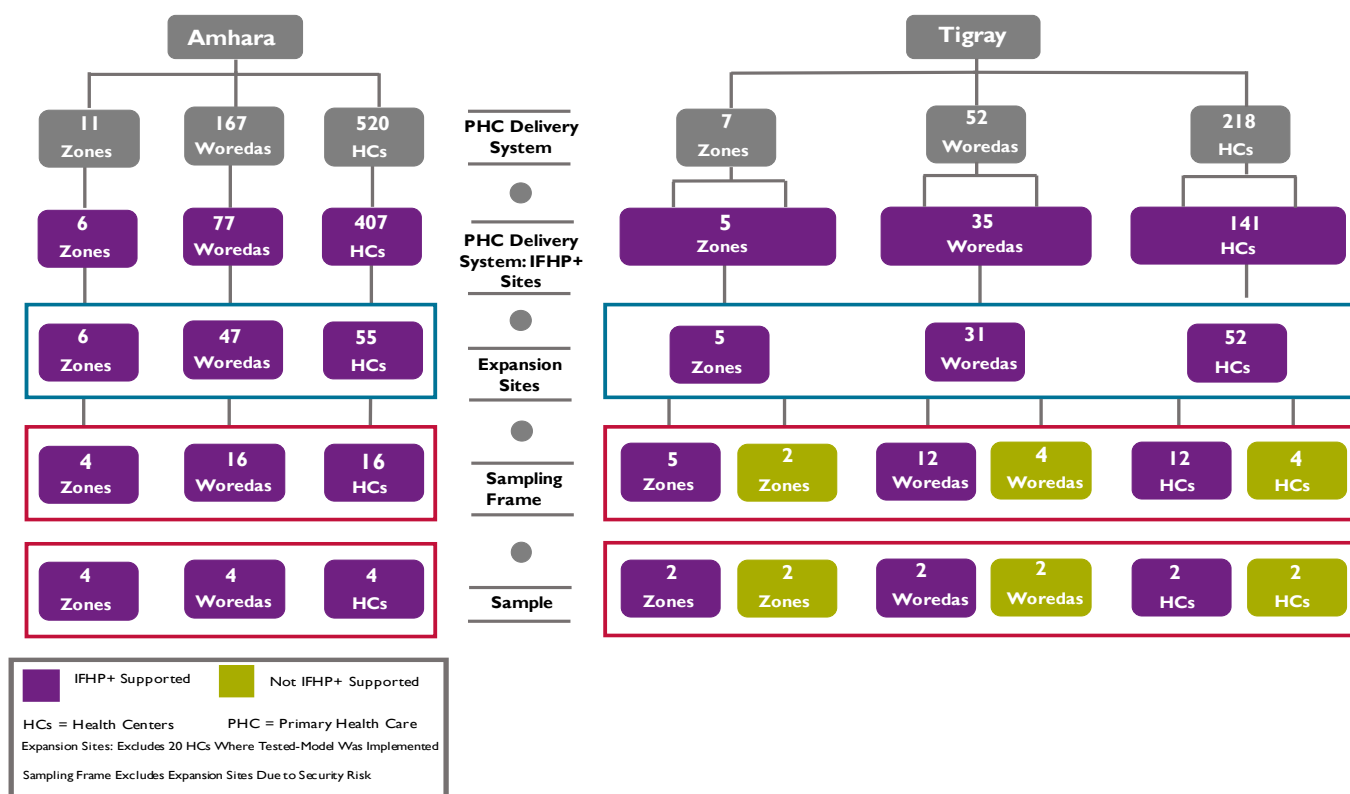 Amhara
Tigray
11
Zones
167
Woredas
520
HCs
PHC Delivery
System
7
Zones
52
Woredas
218
HCs
6
Zones
77
Woredas
407
HCs
PHC Delivery
System: IFHP+
Sites
5
Zones
35
Woredas
141
HCs
6
Zones
47
Woredas
55
HCs
Expansion
Sites
5
Zones
31
Woredas
52
HCs
4
Zones
16
Woredas
16
HCs
Sampling
Frame
5
Zones
2
Zones
12
Woredas
4
Woredas
12
HCs
4
HCs
4
Zones
4
Woredas
4
HCs
Sample
2
Zones
2
Zones
2
Woredas
2
Woredas
2
HCs
2
HCs
IFHP+ Supported
Not IFHP+ Supported
HCs = Health Centers
PHC = Primary Health Care
Expansion Sites: Excludes 20 HCs Where Tested-Model Was Implemented
Sampling Frame Excludes Expansion Sites Due to Security Risk